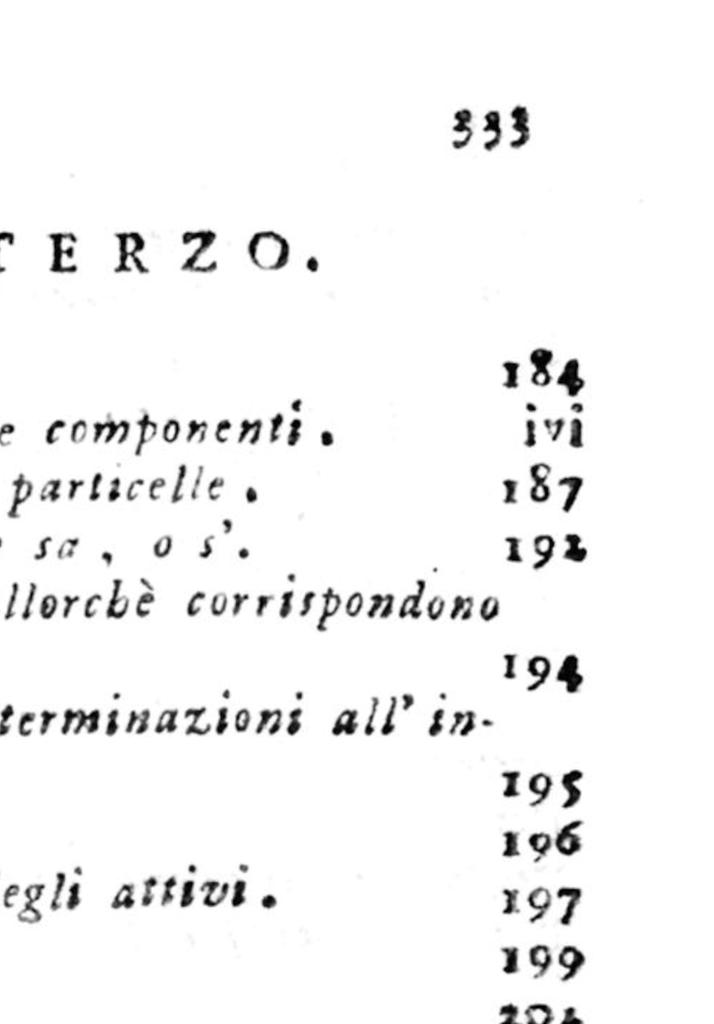 333
TERZO.
184
e componenti. ivi
particelle. 187
sa, o s'. 192
llorchè corrispondono
194
terminazioni all' in-
195
196
egli attivi. 197
199